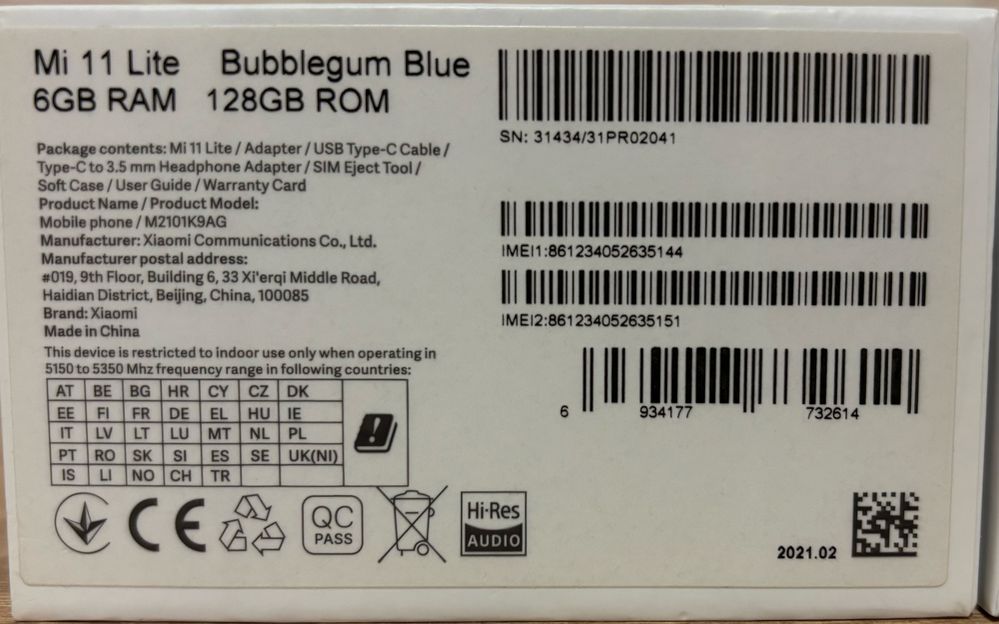 Mi 11 Lite Bubblegum Blue
6GB RAM 128GB ROM
Package contents: Mi 11 Lite / Adapter / USB Type-C Cable /
Type-C to 3.5 mm Headphone Adapter / SIM Eject Tool /
Soft Case / User Guide / Warranty Card
Product Name / Product Model:
Mobile phone / M2101K9AG
Manufacturer: Xiaomi Communications Co., Ltd.
Manufacturer postal address:
#019, 9th Floor, Building 6, 33 Xi'erqi Middle Road,
Haidian District, Beijing, China, 100085
Brand: Xiaomi
Made in China
This device is restricted to indoor use only when operating in
5150 to 5350 Mhz frequency range in following countries:
AT BE BG HR CY CZ DK
EE FI FR DE EL HU IE
IT LV LT LU MT NL PL
PT RO SK SI ES SE UK(NI)
IS LI NO CH TR
CE
QC
PASS
Hi-Res
AUDIO
SN: 31434/31PR02041
IMEI1:861234052635144
IMEI2:861234052635151
6 934177 732614
2021.02